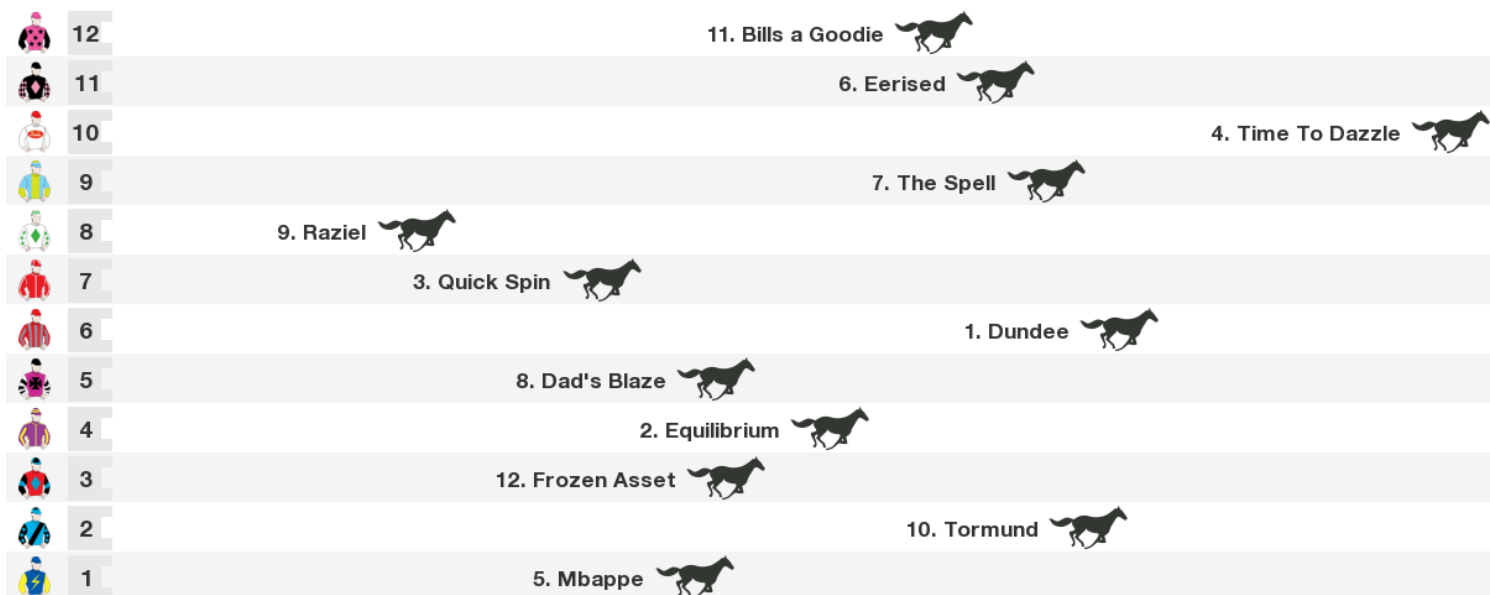 12 11. Bills a Goodie
11 6. Eerised
10 4. Time To Dazzle
9 7. The Spell
8 9. Raziel
7 3. Quick Spin
6 1. Dundee
5 8. Dad's Blaze
4 2. Equilibrium
3 12. Frozen Asset
2 10. Tormund
1 5. Mbappe